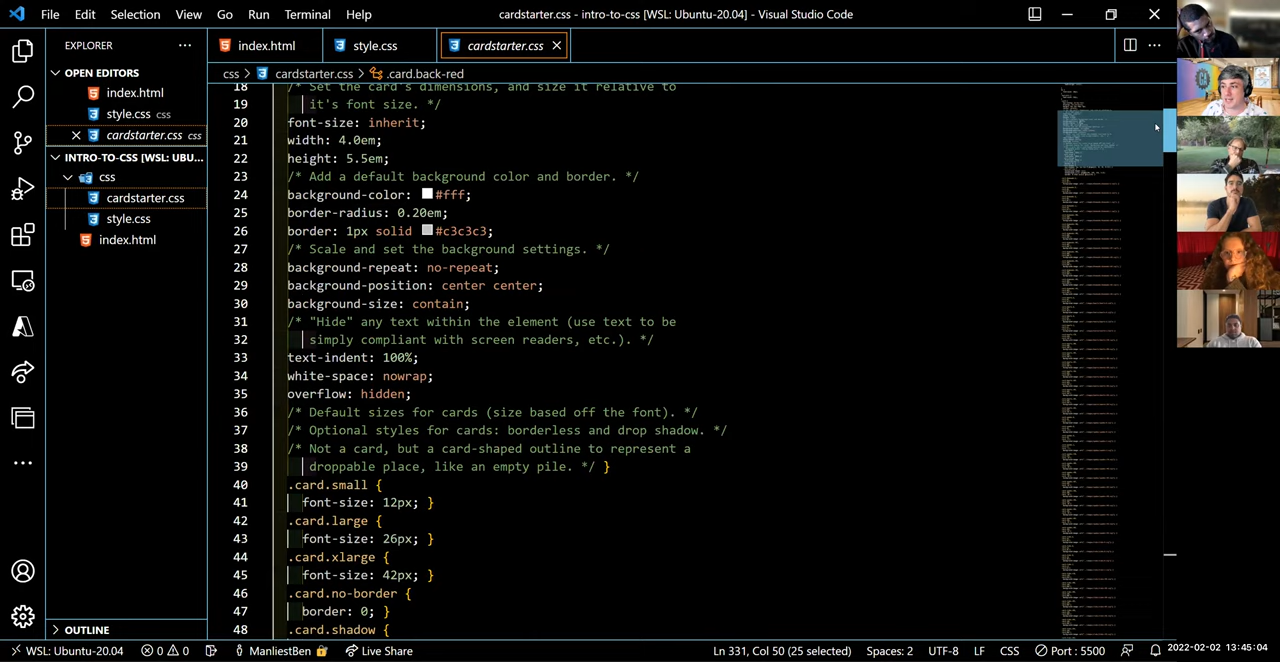 File Edit Selection View Go Run Terminal Help
cardstarter.css - intro-to-css [WSL: Ubuntu-20.04] - Visual Studio Code
EXPLORER
OPEN EDITORS
index.html
style.css css
cardstarter.css css
INTRO-TO-CSS [WSL: UBU...
css
cardstarter.css
style.css
index.html
OUTLINE
index.html style.css cardstarter.css
css > cardstarter.css > .card.back-red
18 /* Set the card's dimensions, and size it relative to
19 it's font size. */
20 font-size: inherit;
21 width: 4.0em;
22 height: 5.5em;
23 /* Add a default background color and border. */
24 background-color: #fff;
25 border-radius: 0.20em;
26 border: 1px solid #c3c3c3;
27 /* Scale and set the background settings. */
28 background-repeat: no-repeat;
29 background-position: center center;
30 background-size: contain;
31 /* "Hide" any text within the element (use text to be
32 simply compliant with screen readers, etc.). */
33 text-indent: 100%;
34 white-space: nowrap;
35 overflow: hidden;
36 /* Default sizes for cards (size based off the font). */
37 /* Optional styles for cards: borderless and drop shadow. */
38 /* Not a card, but a card-shaped outline to represent a
39 droppable areas, like an empty pile. */ }
40 .card.small {
41 font-size: 12px; }
42 .card.large {
43 font-size: 26px; }
44 .card.xlarge {
45 font-size: 42px; }
46 .card.no-border {
47 border: 0; }
48 .card.shadow {
WSL: Ubuntu-20.04 0 0 ManliestBen Live Share Ln 331, Col 50 (25 selected) Spaces: 2 UTF-8 LF CSS Port : 5500 2022-02-02 13:45:04